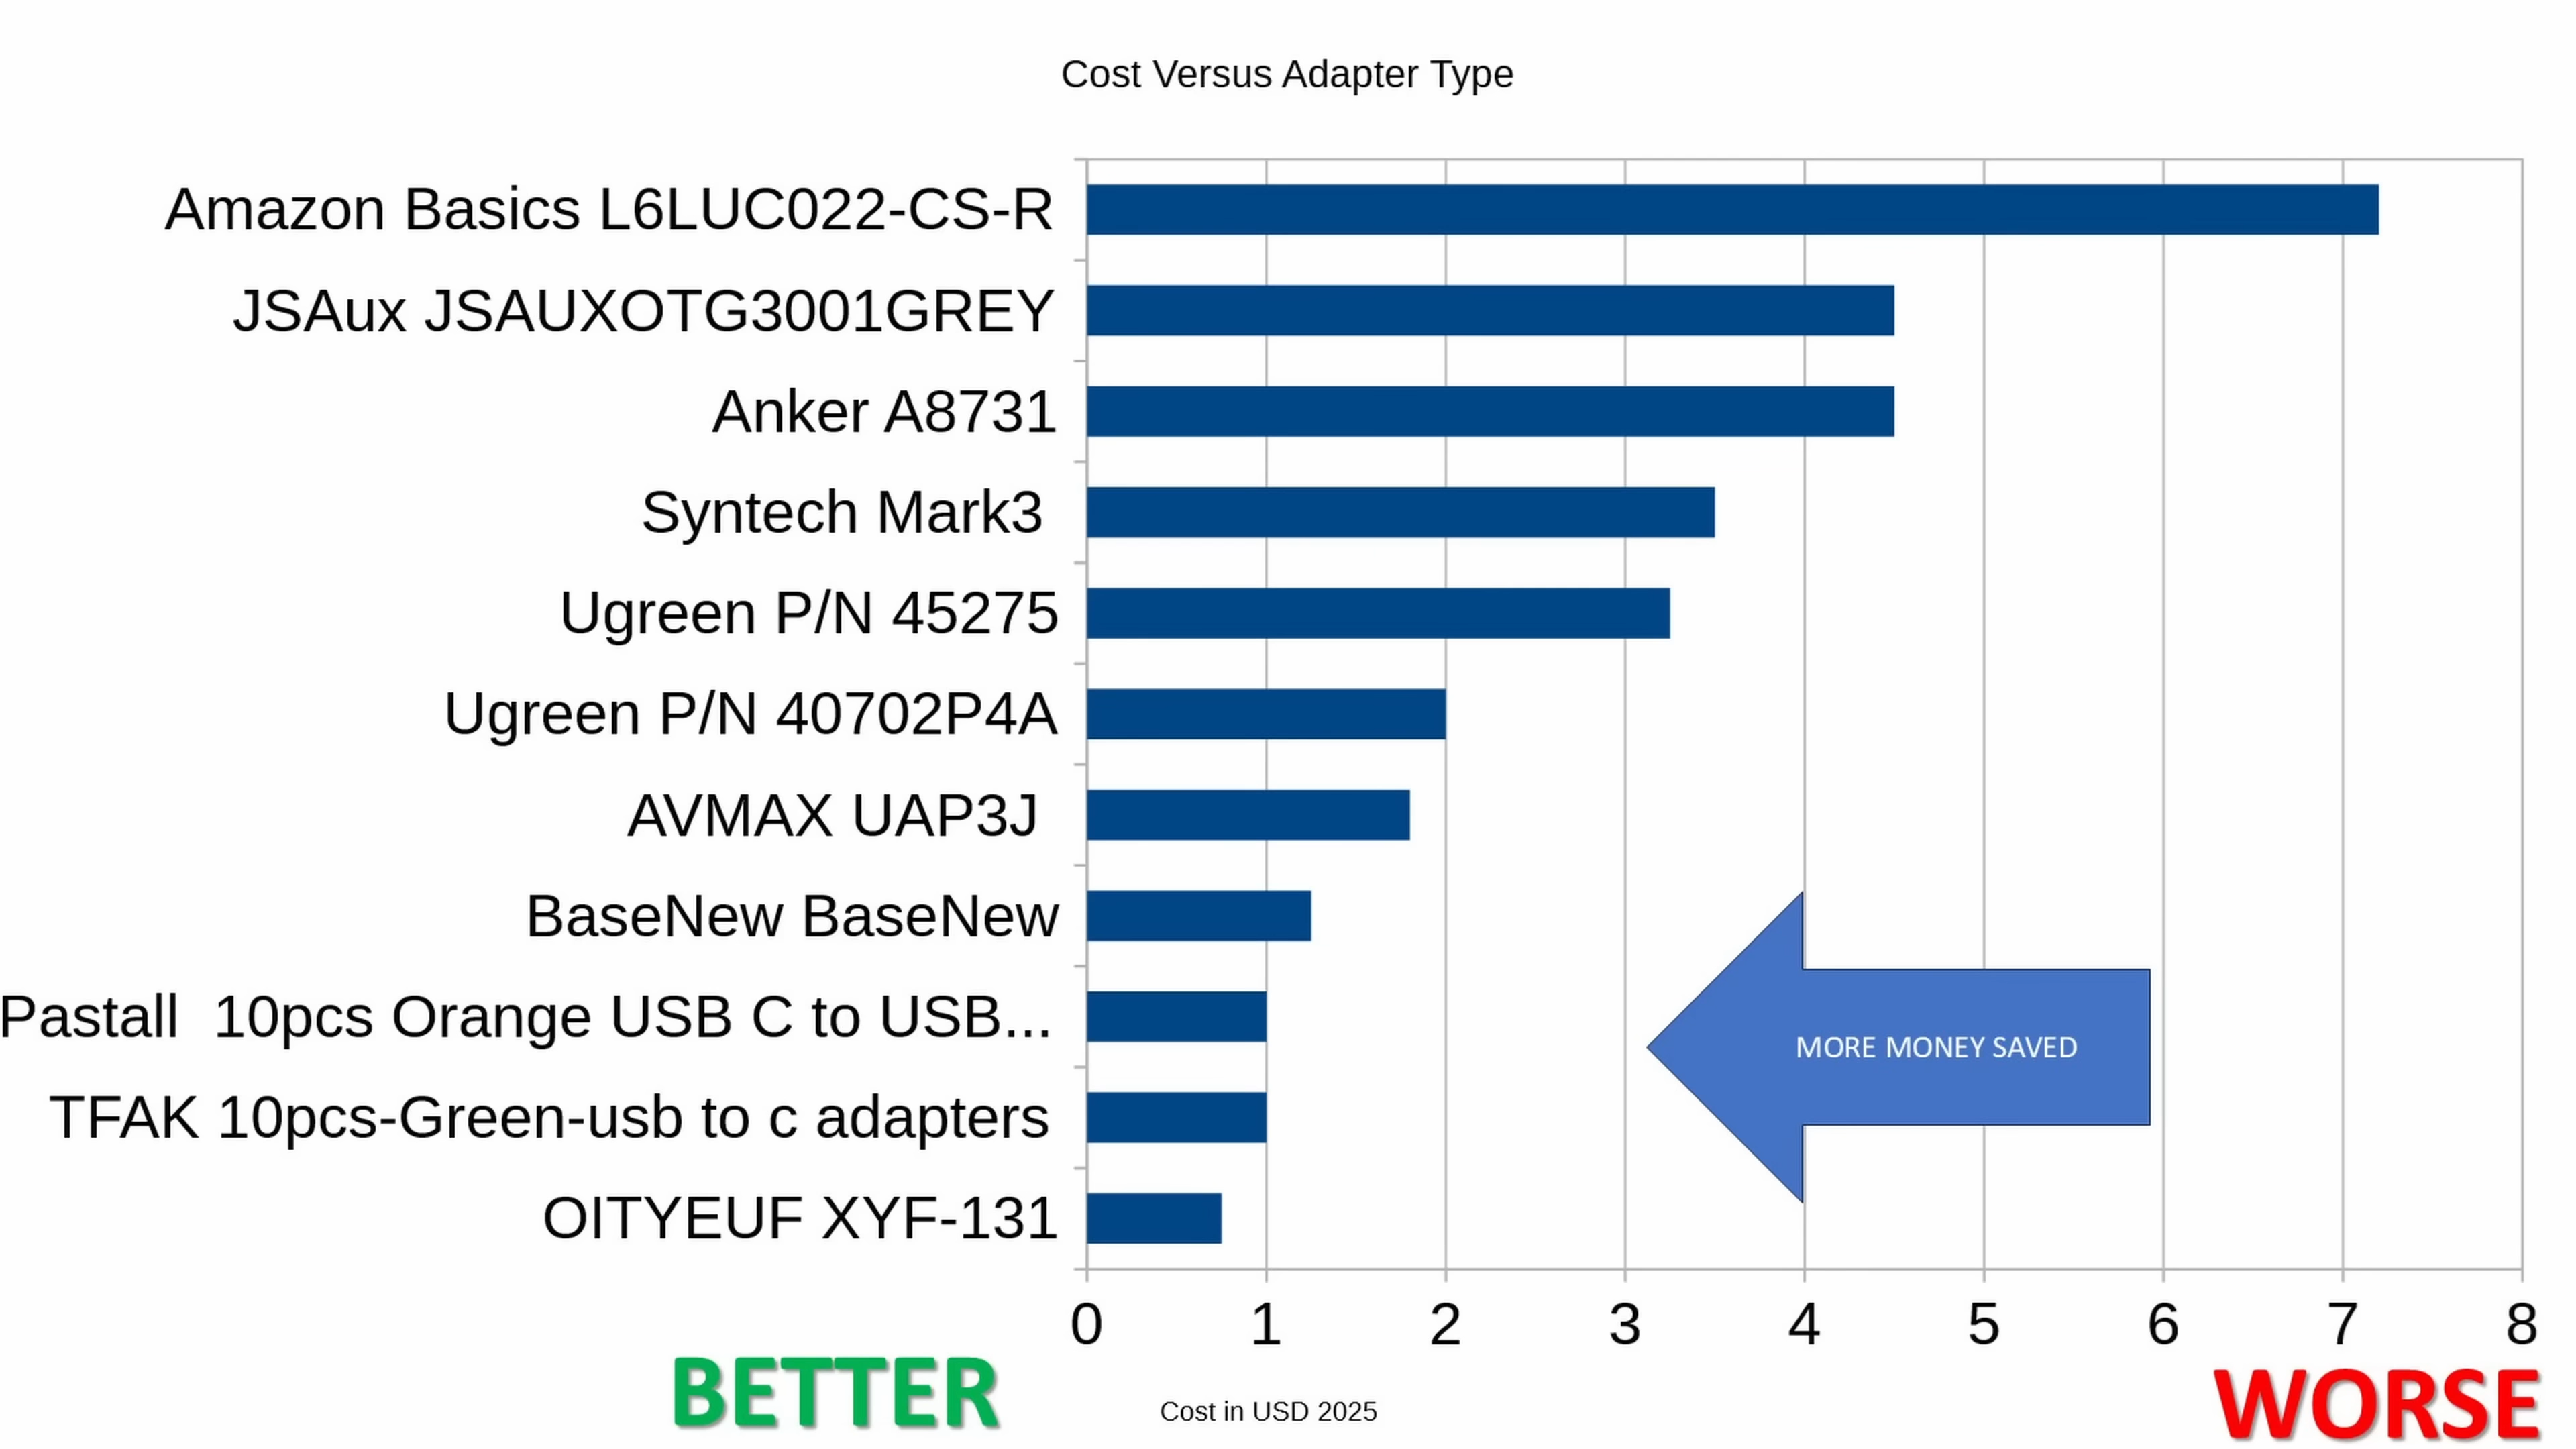 Cost Versus Adapter Type
Amazon Basics L6LUC022-CS-R
JSAux JSAUXOTG3001GREY
Anker A8731
Syntech Mark3
Ugreen P/N 45275
Ugreen P/N 40702P4A
AVMAX UAP3J
BaseNew BaseNew
Pastall  10pcs Orange USB C to USB...
TFAK 10pcs-Green-usb to c adapters
OITYEUF XYF-131
MORE MONEY SAVED
0 1 2 3 4 5 6 7 8
BETTER
Cost in USD 2025
WORSE